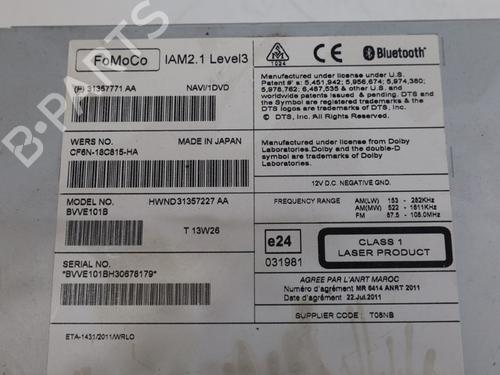 FoMoCo IAM2.1 Level3
(P) 31357771 AA NAVI/1DVD
WERS NO. MADE IN JAPAN
CF6N-18C815-HA
MODEL NO. HWND31357227 AA
BVVE101B
T 13W26
SERIAL NO.
*BVVE101BH30678179*
ETA-1431/2011/WRLO
1024 CE Bluetooth®
Manufactured under license under U.S.
Patent #'s: 5,451,942; 5,956,674; 5,974,380;
5,978,762; 6,487,535 & other U.S. and
worldwide patents issued & pending. DTS and
the Symbol are registered trademarks & the
DTS logos are trademarks of DTS, Inc.
© DTS, Inc. All Rights Reserved.
Manufactured under license from Dolby
Laboratories. Dolby and the double-D
symbol are trademarks of Dolby
Laboratories.
12V D.C. NEGATIVE GND.
FREQUENCY RANGE AM(LW) 153 - 282KHz
AM(MW) 522 - 1611KHz
FM 87.5 - 108.0MHz
e24
031981
CLASS 1
LASER PRODUCT
AGREE PAR L'ANRT MAROC
Numéro d'agrément MR 6414 ANRT 2011
Date d'agrément 22.Jul.2011
SUPPLIER CODE : T08NB
B-PARTS